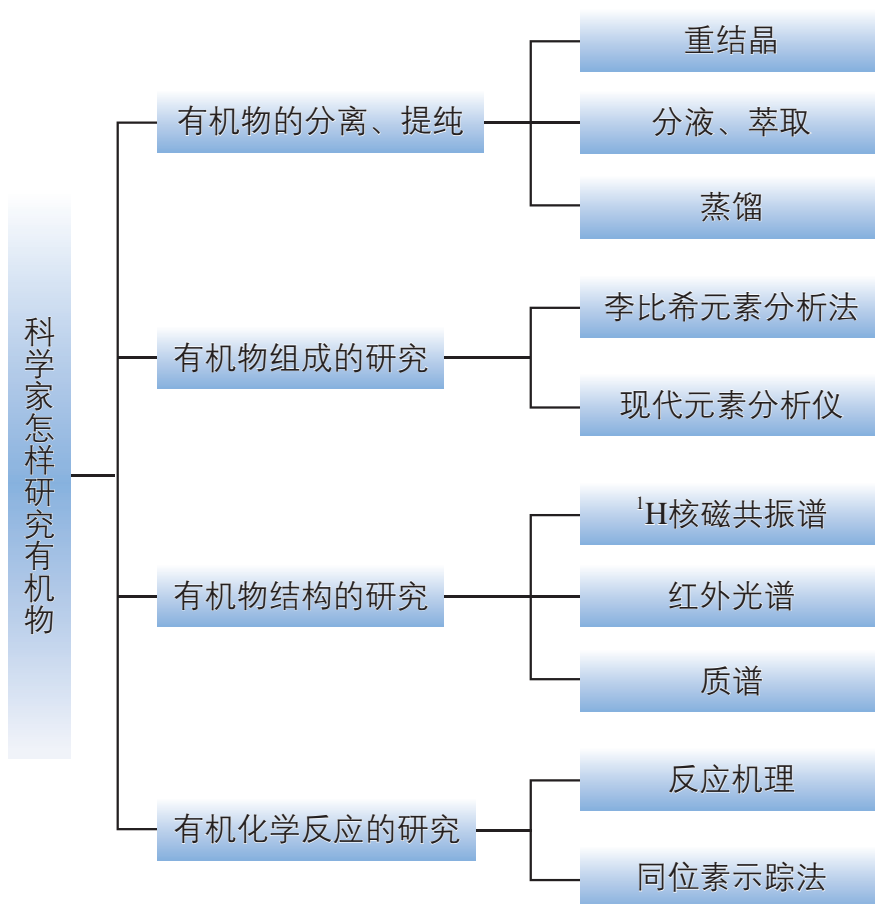 科学家怎样研究有机物
有机物的分离、提纯
重结晶
分液、萃取
蒸馏
有机物组成的研究
李比希元素分析法
现代元素分析仪
有机物结构的研究
¹H核磁共振谱
红外光谱
质谱
有机化学反应的研究
反应机理
同位素示踪法